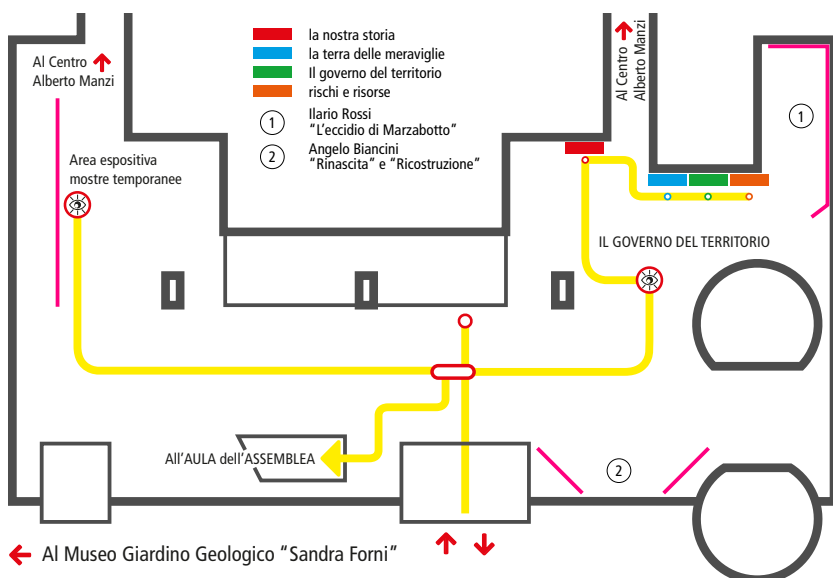 la nostra storia
la terra delle meraviglie
Il governo del territorio
rischi e risorse
1 Ilario Rossi
"L'eccidio di Marzabotto"
2 Angelo Biancini
"Rinascita" e "Ricostruzione"
Al Centro
Alberto Manzi
Al Centro
Alberto Manzi
1
Area espositiva
mostre temporanee
IL GOVERNO DEL TERRITORIO
All'AULA dell'ASSEMBLEA
2
Al Museo Giardino Geologico "Sandra Forni"